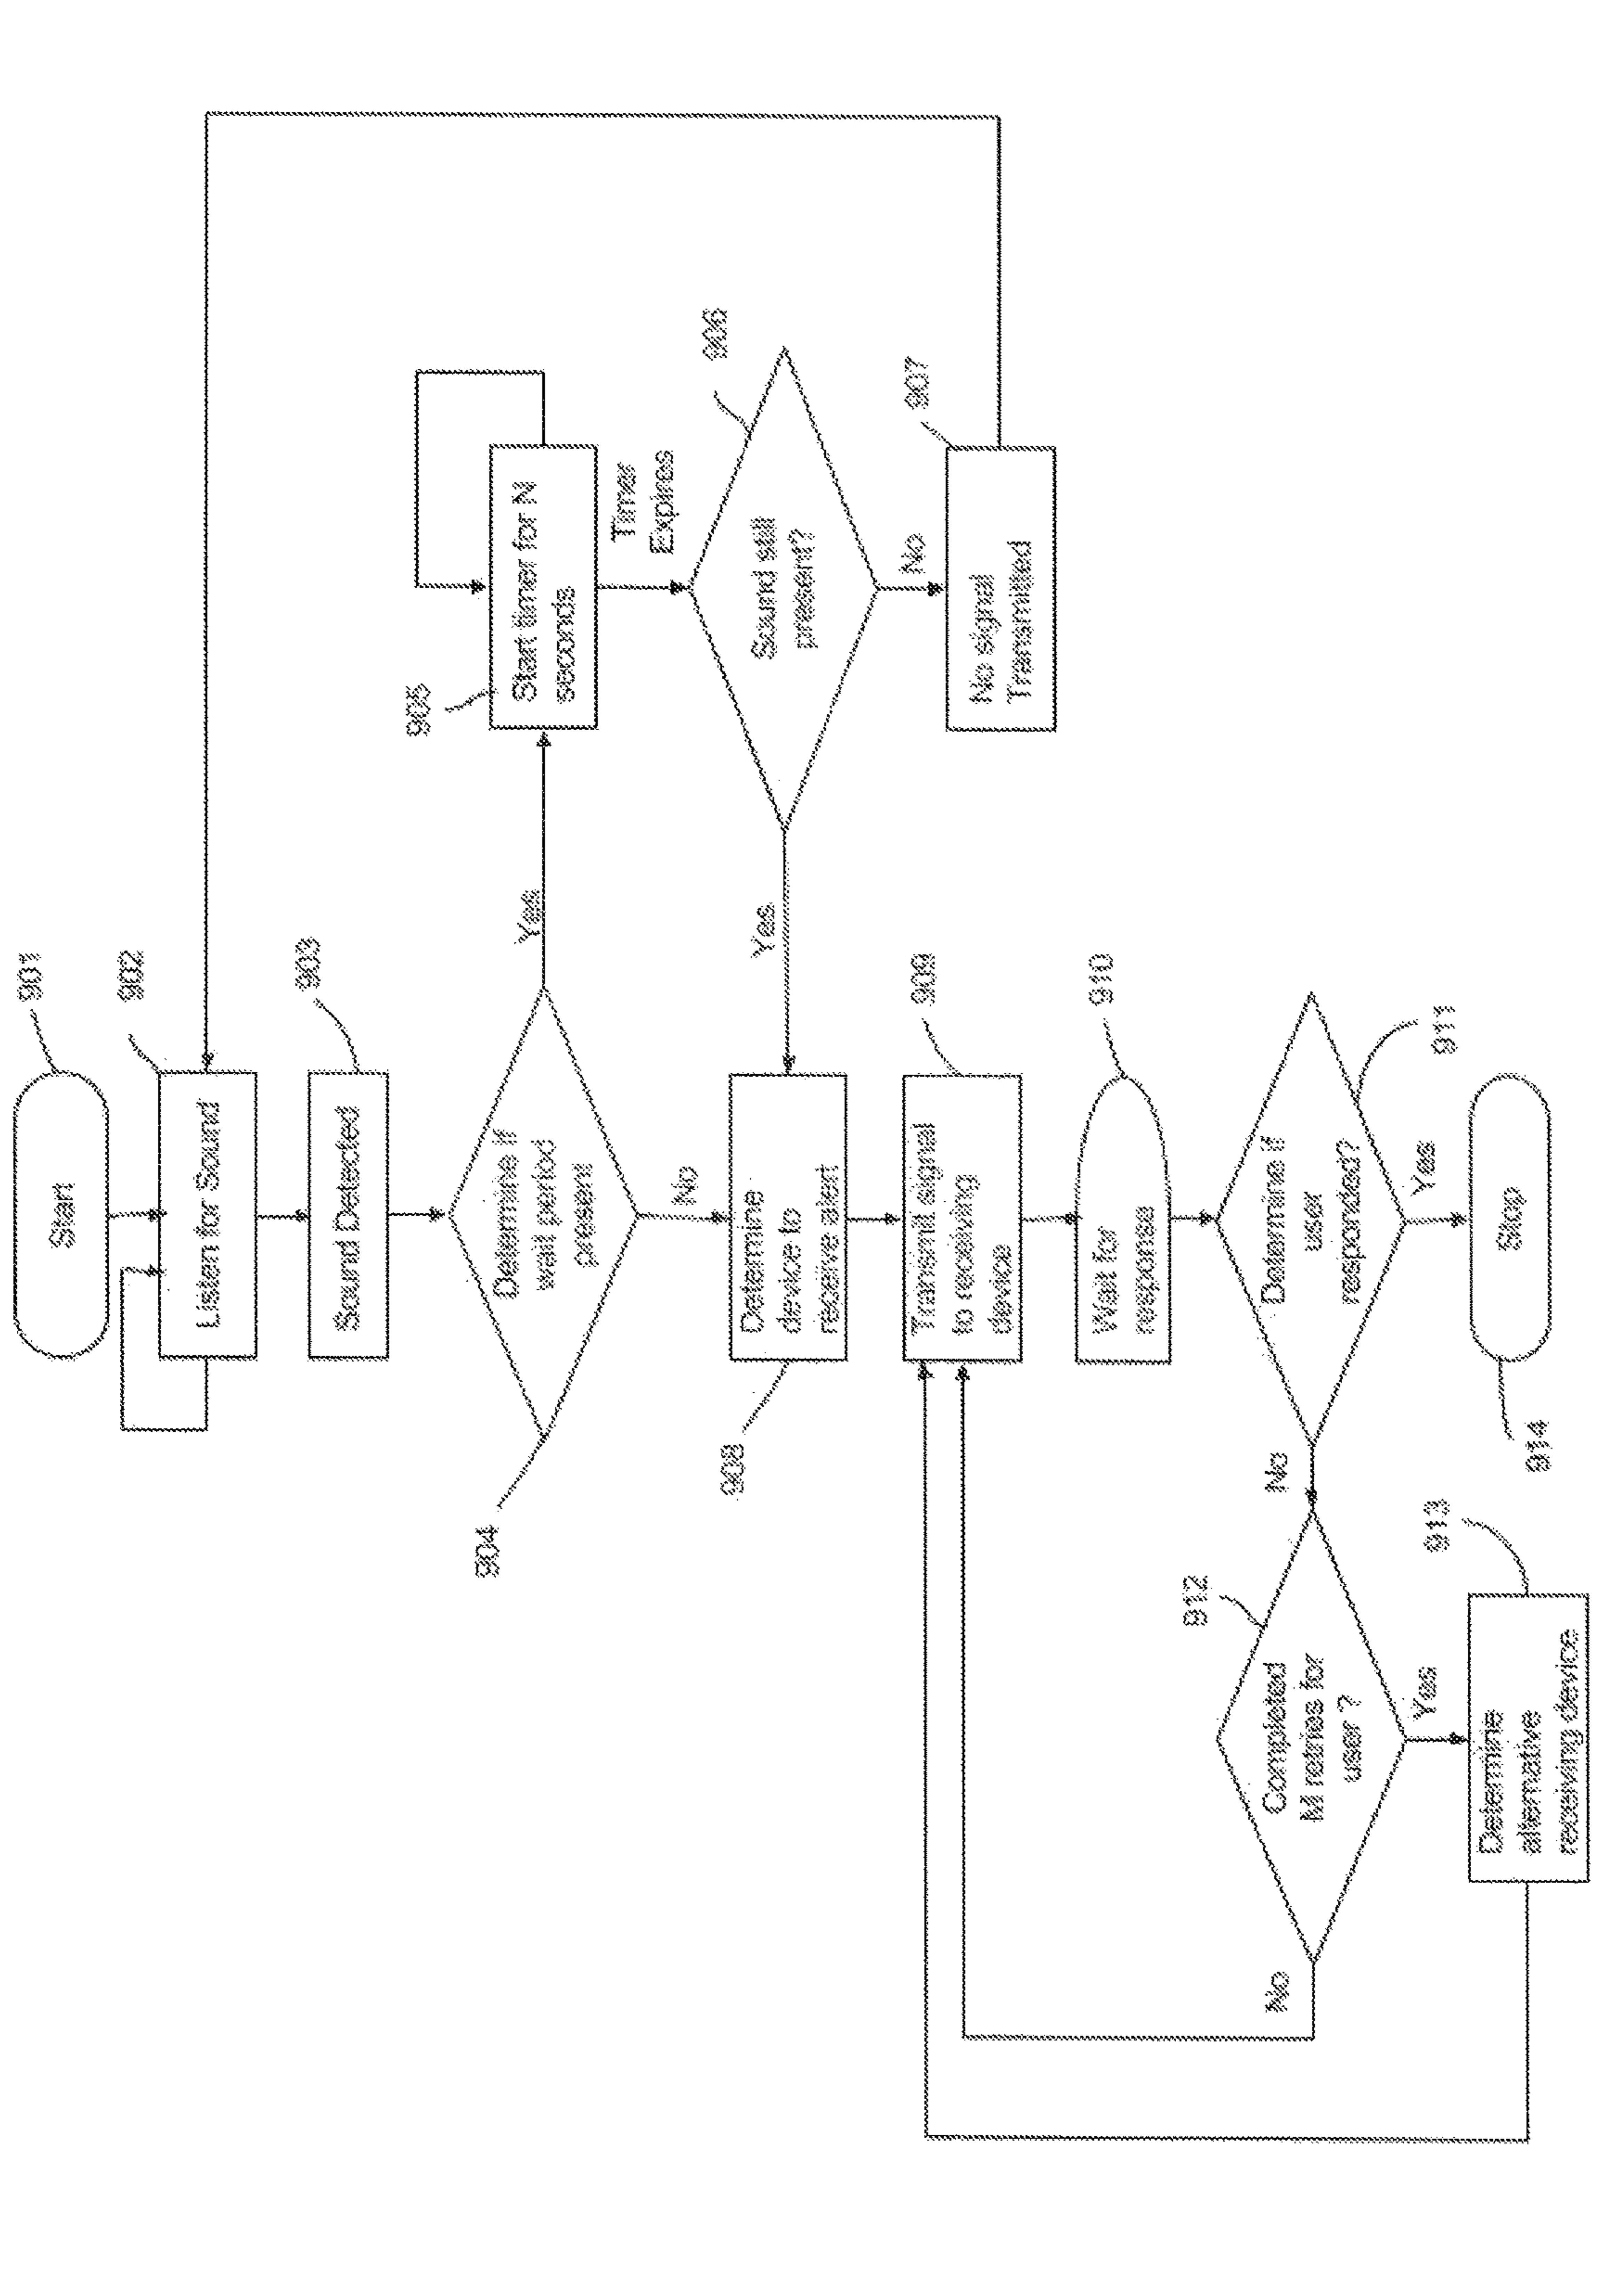 Start
901
Listen for Sound
902
Sound Detected
903
Determine if
wait period
present
904
Yes
No
905
Start timer for N
seconds
Timer
Expires
906
Sound still
present?
Yes
No
907
No signal
Transmitted
Determine
device to
receive alert
908
Transmit signal
to receiving
device
909
Wait for
response
910
Determine if
user
responded?
911
Yes
No
Stop
914
912
Completed
M retries for
user ?
No
Yes
913
Determine
alternative
receiving device